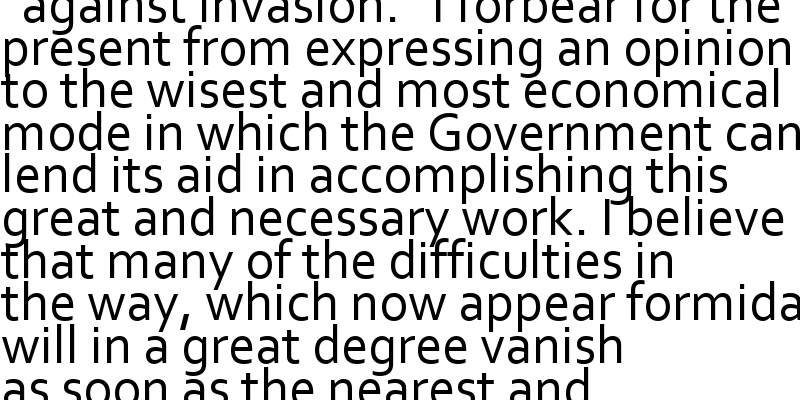 against invasion." I forbear for the
present from expressing an opinion
to the wisest and most economical
mode in which the Government can
lend its aid in accomplishing this
great and necessary work. I believe
that many of the difficulties in
the way, which now appear formida
will in a great degree vanish
as soon as the nearest and